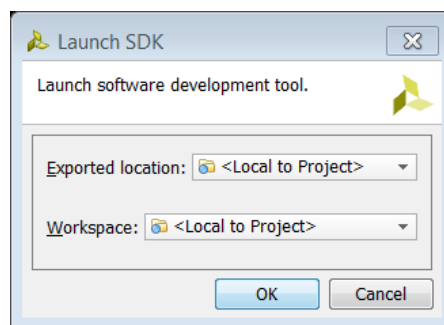 Launch SDK
Launch software development tool.
Exported location: <Local to Project>
Workspace: <Local to Project>
OK Cancel